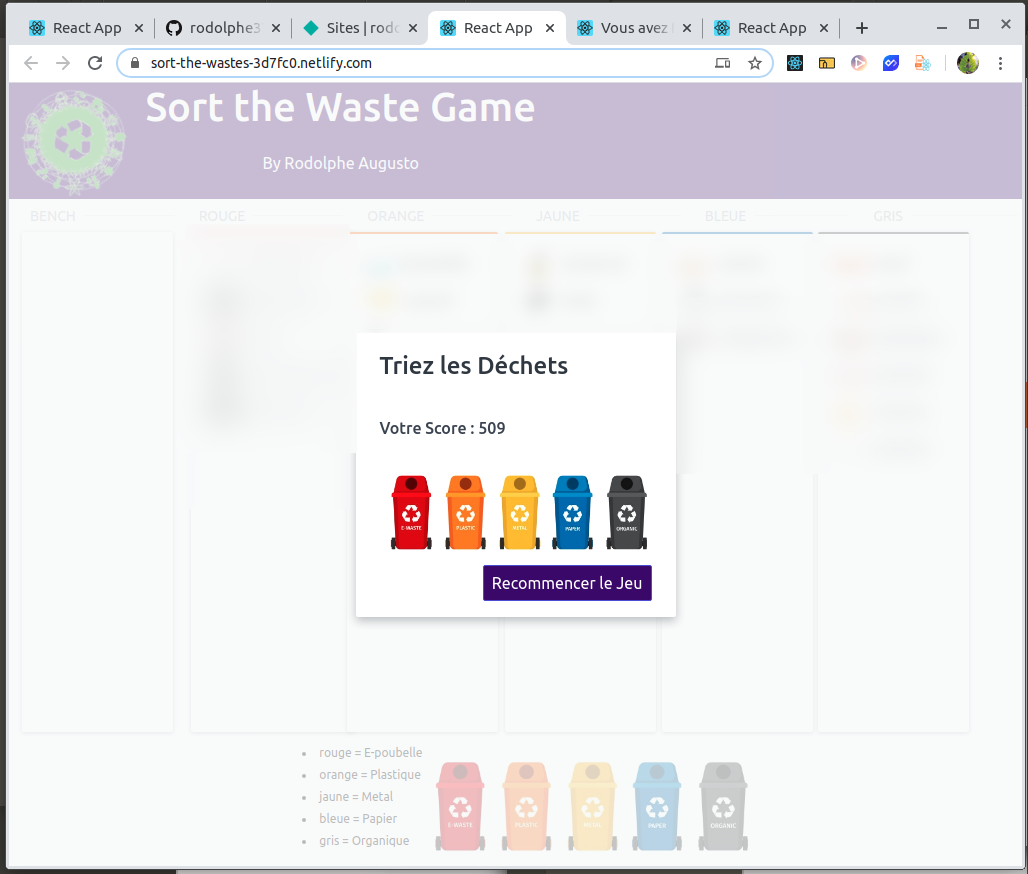 React App
rodolphe3
Sites | rodo
React App
Vous avez
React App
sort-the-wastes-3d7fc0.netlify.com
Sort the Waste Game
By Rodolphe Augusto
BENCH
ROUGE
ORANGE
JAUNE
BLEUE
GRIS
Triez les Déchets
Votre Score : 509
E-WASTE
PLASTIC
METAL
PAPER
ORGANIC
Recommencer le Jeu
rouge = E-poubelle
orange = Plastique
jaune = Metal
bleue = Papier
gris = Organique
E-WASTE
PLASTIC
METAL
PAPER
ORGANIC